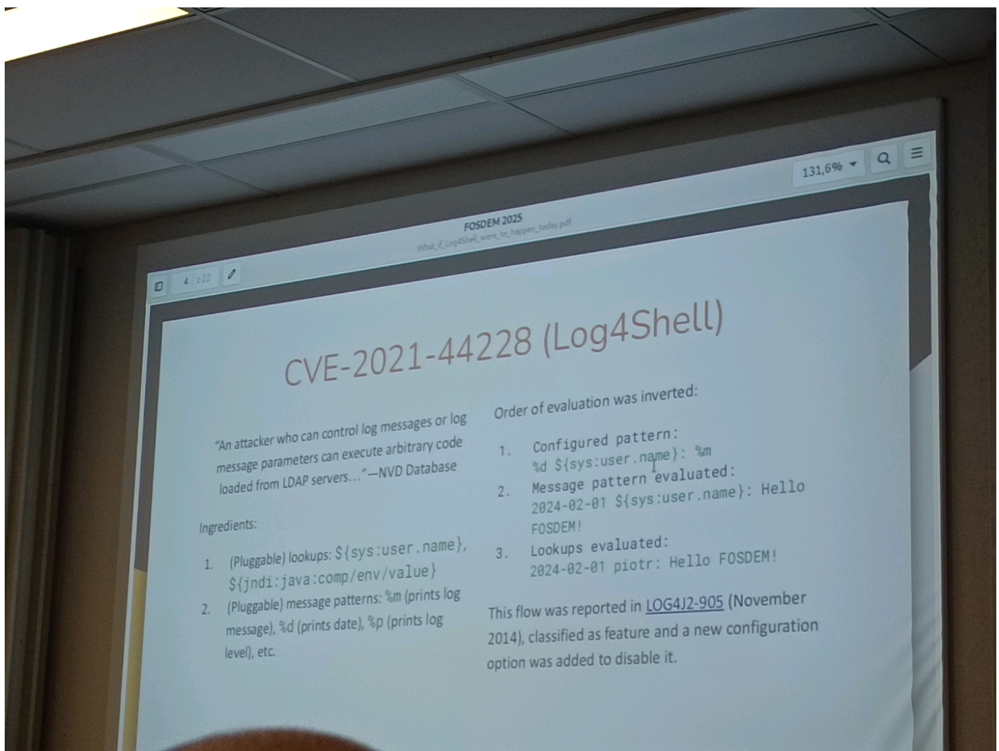 131,6%
FOSDEM 2025
What_if_Log4Shell_were_to_happen_today.pdf
4 z 22
CVE-2021-44228 (Log4Shell)
“An attacker who can control log messages or log
message parameters can execute arbitrary code
loaded from LDAP servers...”—NVD Database
Ingredients:
1. (Pluggable) lookups: ${sys:user.name},
${jndi:java:comp/env/value}
2. (Pluggable) message patterns: %m (prints log
message), %d (prints date), %p (prints log
level), etc.
Order of evaluation was inverted:
1. Configured pattern:
%d ${sys:user.name}: %m
2. Message pattern evaluated:
2024-02-01 ${sys:user.name}: Hello
FOSDEM!
3. Lookups evaluated:
2024-02-01 piotr: Hello FOSDEM!
This flow was reported in LOG4J2-905 (November
2014), classified as feature and a new configuration
option was added to disable it.